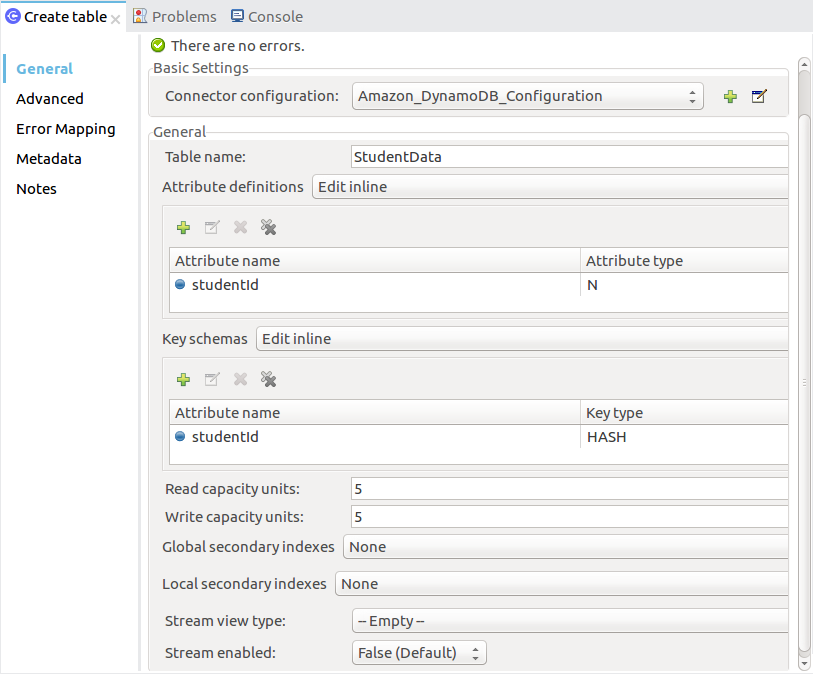 Create table Problems Console
There are no errors.
General
Advanced
Error Mapping
Metadata
Notes
Basic Settings
Connector configuration: Amazon_DynamoDB_Configuration
General
Table name: StudentData
Attribute definitions Edit inline
Attribute name Attribute type
studentId N
Key schemas Edit inline
Attribute name Key type
studentId HASH
Read capacity units: 5
Write capacity units: 5
Global secondary indexes None
Local secondary indexes None
Stream view type: -- Empty --
Stream enabled: False (Default)